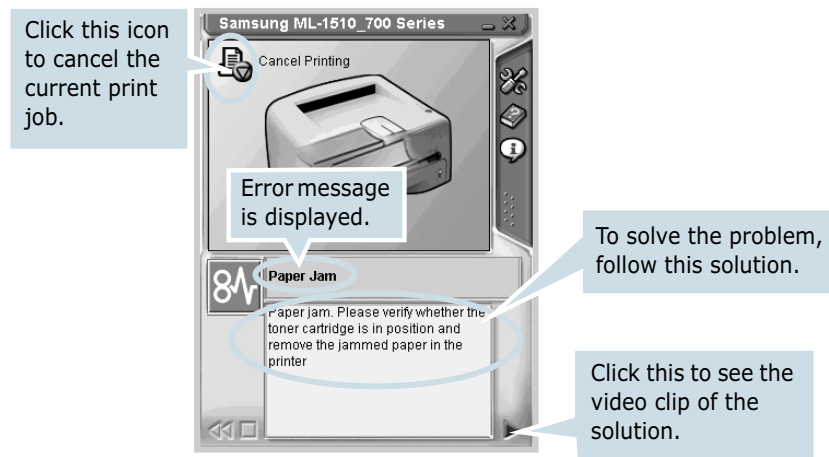 Samsung ML-1510_700 Series
Click this icon
to cancel the
current print
job.
Cancel Printing
Error message
is displayed.
To solve the problem,
follow this solution.
Paper Jam
Paper jam. Please verify whether the
toner cartridge is in position and
remove the jammed paper in the
printer
Click this to see the
video clip of the
solution.